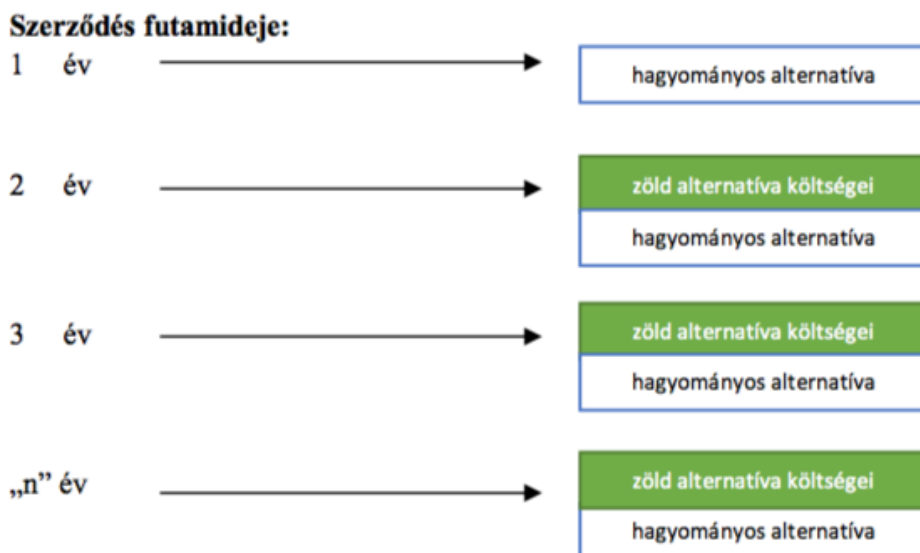 Szerződés futamideje:
1 év
hagyományos alternatíva
2 év
zöld alternatíva költségei
hagyományos alternatíva
3 év
zöld alternatíva költségei
hagyományos alternatíva
„n” év
zöld alternatíva költségei
hagyományos alternatíva